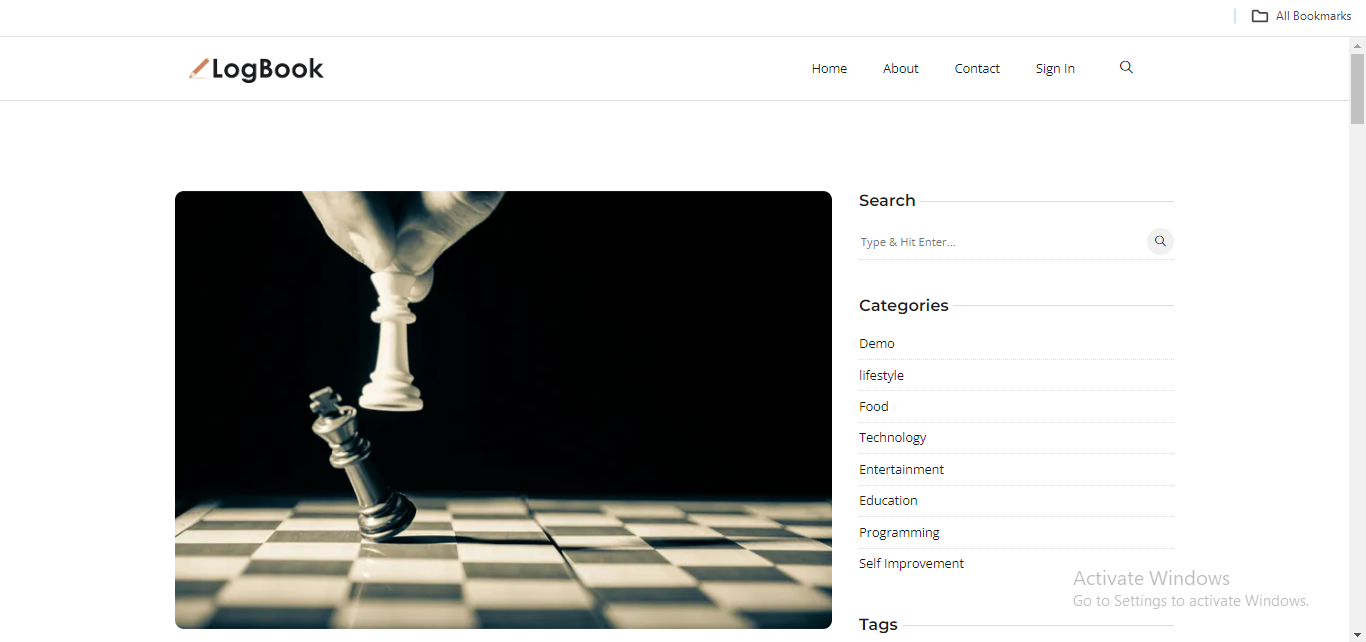 All Bookmarks
LogBook
Home About Contact Sign In
Search
Type & Hit Enter...
Categories
Demo
lifestyle
Food
Technology
Entertainment
Education
Programming
Self Improvement
Activate Windows
Go to Settings to activate Windows.
Tags